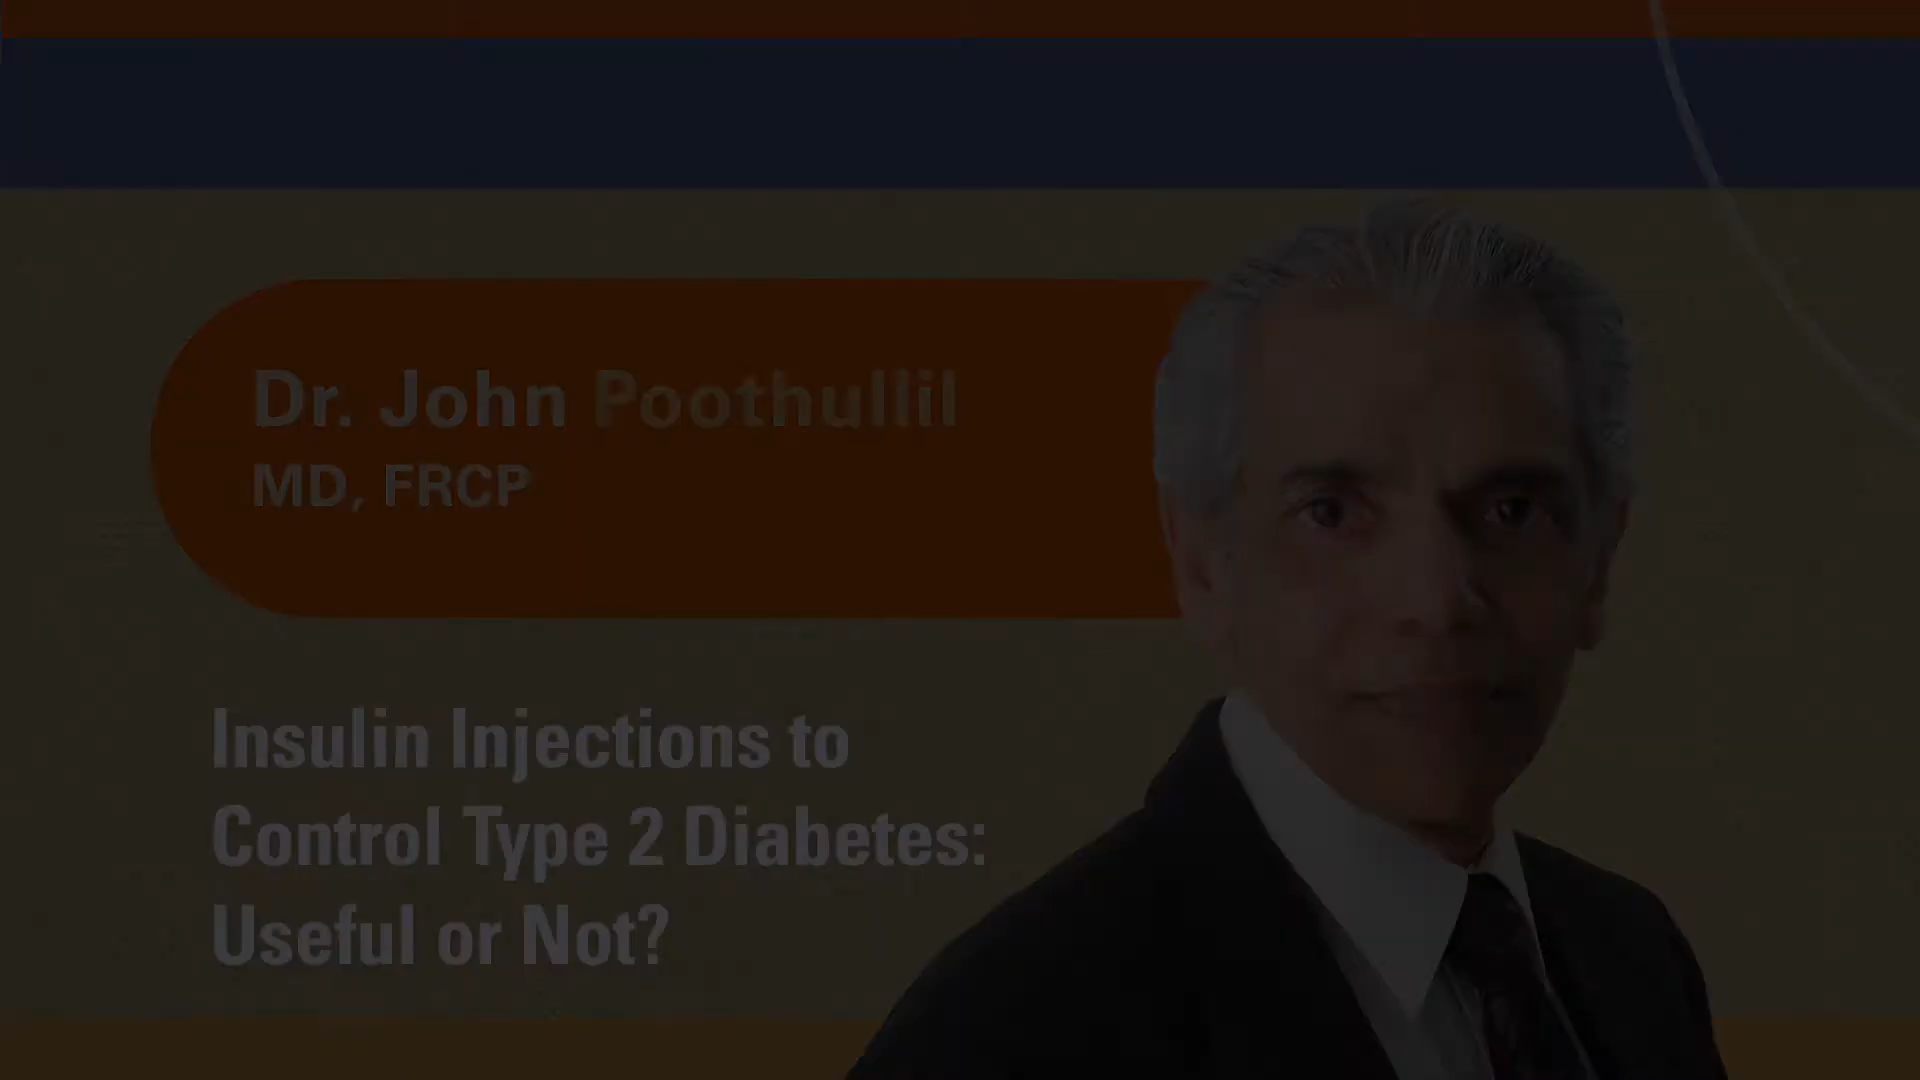 Dr. John Poothullil
MD, FRCP
Insulin Injections to
Control Type 2 Diabetes:
Useful or Not?